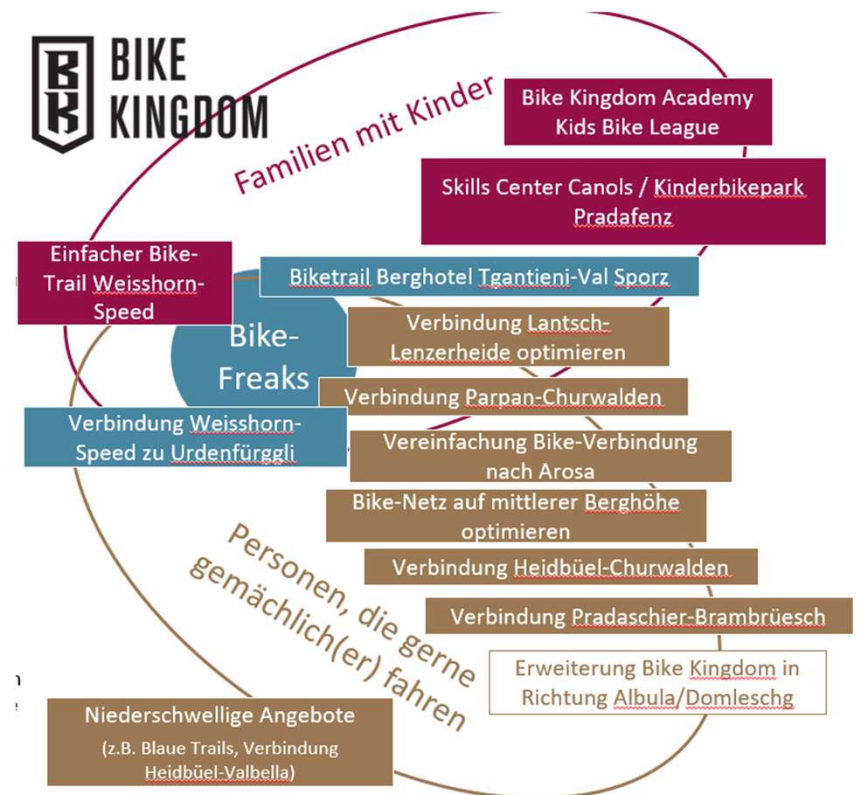 BK
BIKE
KINGDOM
Familien mit Kinder
Bike Kingdom Academy
Kids Bike League
Skills Center Canols / Kinderbikepark
Pradafenz
Einfacher Bike-
Trail Weisshorn-
Speed
Biketrail Berghotel Tgantieni-Val Sporz
Bike-
Freaks
Verbindung Lantsch-
Lenzerheide optimieren
Verbindung Parpan-Churwalden
Verbindung Weisshorn-
Speed zu Urdenfürggli
Vereinfachung Bike-Verbindung
nach Arosa
Bike-Netz auf mittlerer Berghöhe
optimieren
Verbindung Heidbüel-Churwalden
Personen, die gerne
gemächlich(er) fahren
Verbindung Pradaschier-Brambrüesch
Erweiterung Bike Kingdom in
Richtung Albula/Domleschg
Niederschwellige Angebote
(z.B. Blaue Trails, Verbindung
Heidbüel-Valbella)